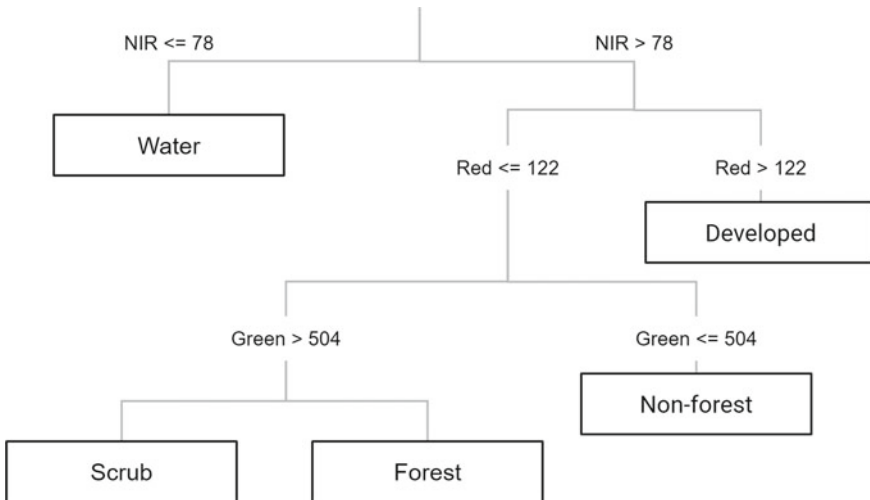 NIR <= 78
NIR > 78
Water
Red <= 122
Red > 122
Developed
Green > 504
Green <= 504
Non-forest
Scrub
Forest